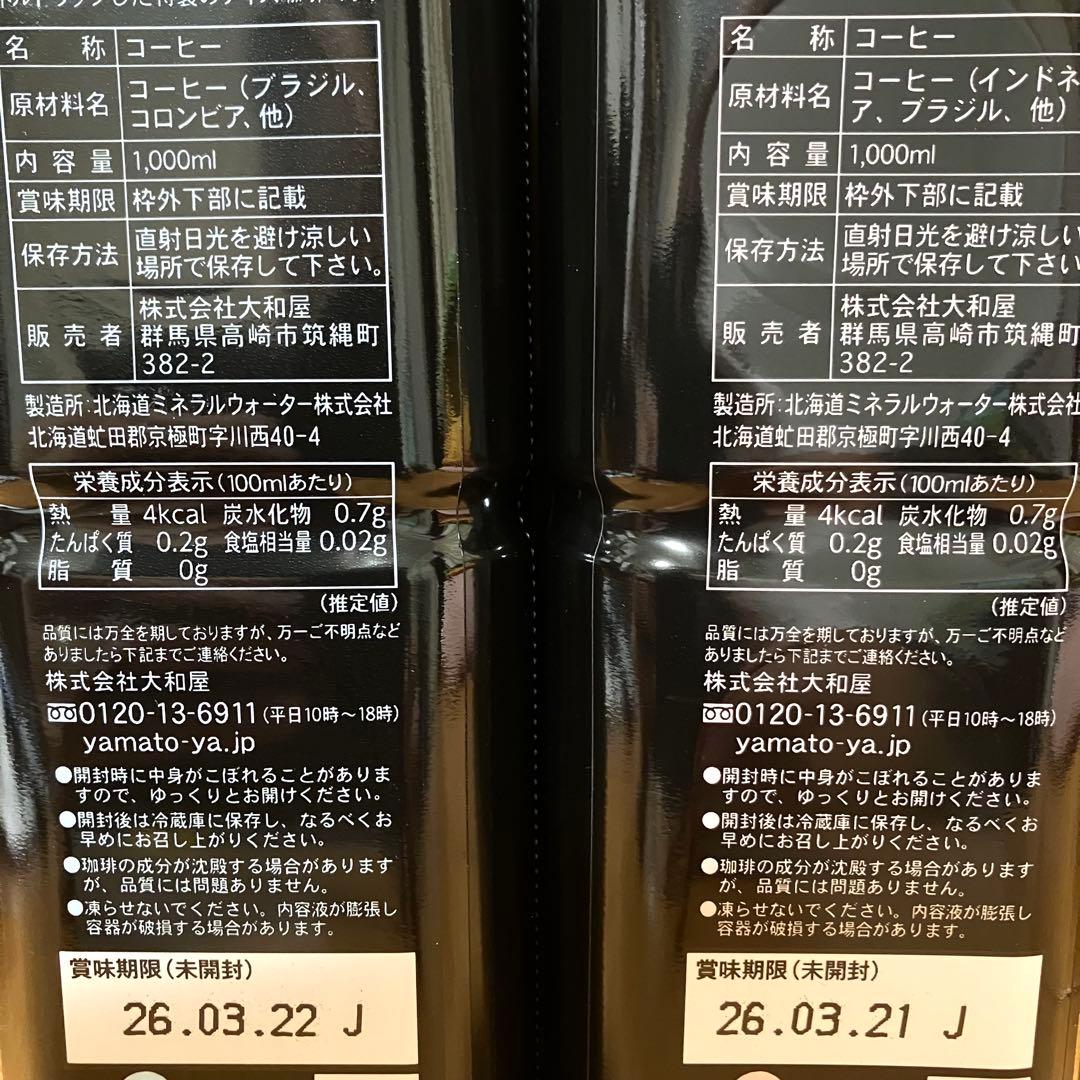 名称 コーヒー
原材料名 コーヒー（ブラジル、
コロンビア、他）
内容量 1,000ml
賞味期限 枠外下部に記載
保存方法 直射日光を避け涼しい
場所で保存して下さい。
販売者 株式会社大和屋
群馬県高崎市筑縄町
382-2
製造所:北海道ミネラルウォーター株式会社
北海道虻田郡京極町字川西40-4
栄養成分表示（100mlあたり）
熱量 4kcal 炭水化物 0.7g
たんぱく質 0.2g 食塩相当量 0.02g
脂質 0g
（推定値）
品質には万全を期しておりますが、万一ご不明点など
ありましたら下記までご連絡ください。
株式会社大和屋
0120-13-6911（平日10時～18時）
yamato-ya.jp
●開封時に中身がこぼれることがありま
すので、ゆっくりとお開けください。
●開封後は冷蔵庫に保存し、なるべくお
早めにお召し上がりください。
●珈琲の成分が沈殿する場合があります
が、品質には問題ありません。
●凍らせないでください。内容液が膨張し
容器が破損する場合があります。
賞味期限（未開封）
26.03.22 J
名称 コーヒー
原材料名 コーヒー（インドネ
ア、ブラジル、他）
内容量 1,000ml
賞味期限 枠外下部に記載
保存方法 直射日光を避け涼しい
場所で保存して下さい
販売者 株式会社大和屋
群馬県高崎市筑縄町
382-2
製造所:北海道ミネラルウォーター株式会社
北海道虻田郡京極町字川西40-4
栄養成分表示（100mlあたり）
熱量 4kcal 炭水化物 0.7g
たんぱく質 0.2g 食塩相当量 0.02g
脂質 0g
（推定値）
品質には万全を期しておりますが、万一ご不明点など
ありましたら下記までご連絡ください。
株式会社大和屋
0120-13-6911（平日10時～18時）
yamato-ya.jp
●開封時に中身がこぼれることがありま
すので、ゆっくりとお開けください。
●開封後は冷蔵庫に保存し、なるべくお
早めにお召し上がりください。
●珈琲の成分が沈殿する場合があります
が、品質には問題ありません。
●凍らせないでください。内容液が膨張し
容器が破損する場合があります。
賞味期限（未開封）
26.03.21 J